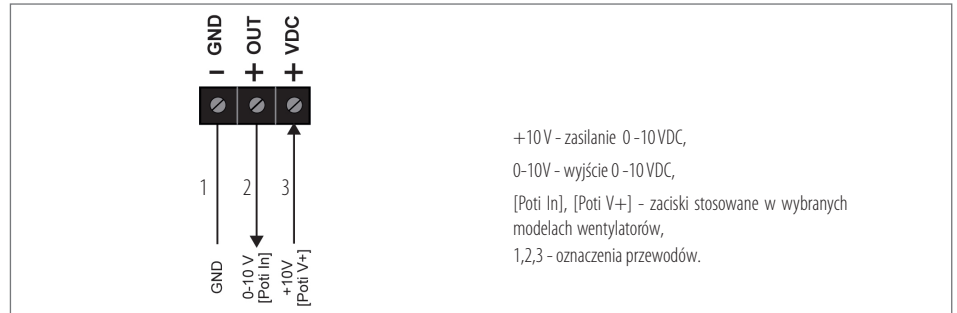 − GND
+ OUT
+ VDC
1
2
3
GND
0-10 V
[Poti In]
+10V
[Poti V+]
+10 V - zasilanie 0 -10 VDC,
0-10V - wyjście 0 -10 VDC,
[Poti In], [Poti V+] - zaciski stosowane w wybranych
modelach wentylatorów,
1,2,3 - oznaczenia przewodów.